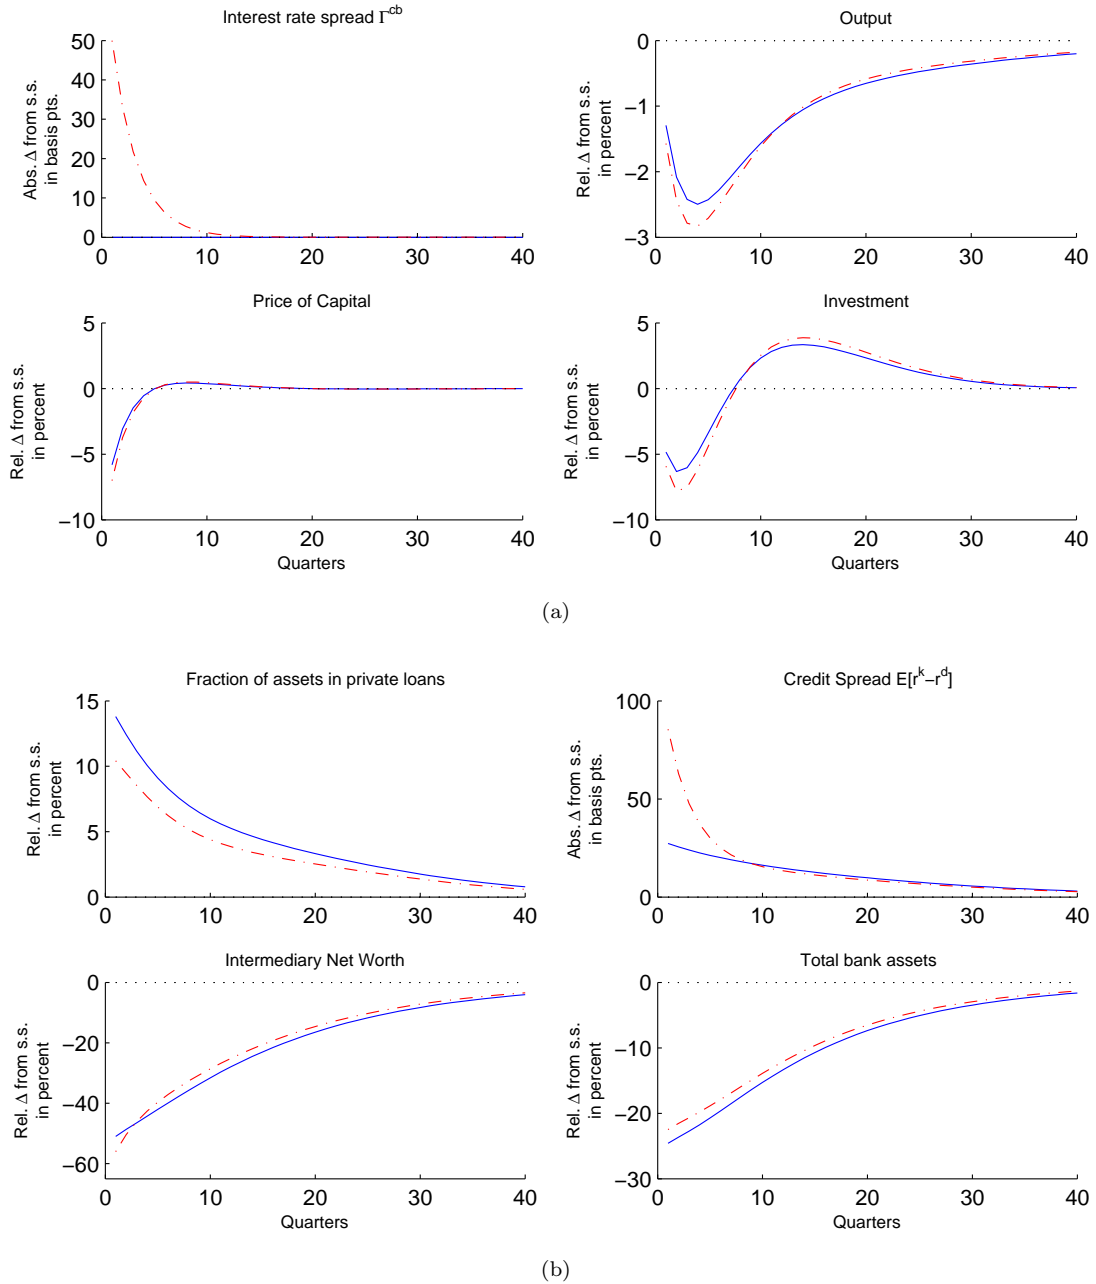 Interest rate spread Γ^cb
Abs. Δ from s.s.
in basis pts.
50
40
30
20
10
0
0 10 20 30 40
Output
Rel. Δ from s.s.
in percent
0
−1
−2
−3
0 10 20 30 40
Price of Capital
Rel. Δ from s.s.
in percent
5
0
−5
−10
0 10 20 30 40
Quarters
Investment
Rel. Δ from s.s.
in percent
5
0
−5
−10
0 10 20 30 40
Quarters
(a)
Fraction of assets in private loans
Rel. Δ from s.s.
in percent
15
10
5
0
0 10 20 30 40
Credit Spread E[r^k−r^d]
Abs. Δ from s.s.
in basis pts.
100
50
0
0 10 20 30 40
Intermediary Net Worth
Rel. Δ from s.s.
in percent
0
−20
−40
−60
0 10 20 30 40
Quarters
Total bank assets
Rel. Δ from s.s.
in percent
0
−10
−20
−30
0 10 20 30 40
Quarters
(b)